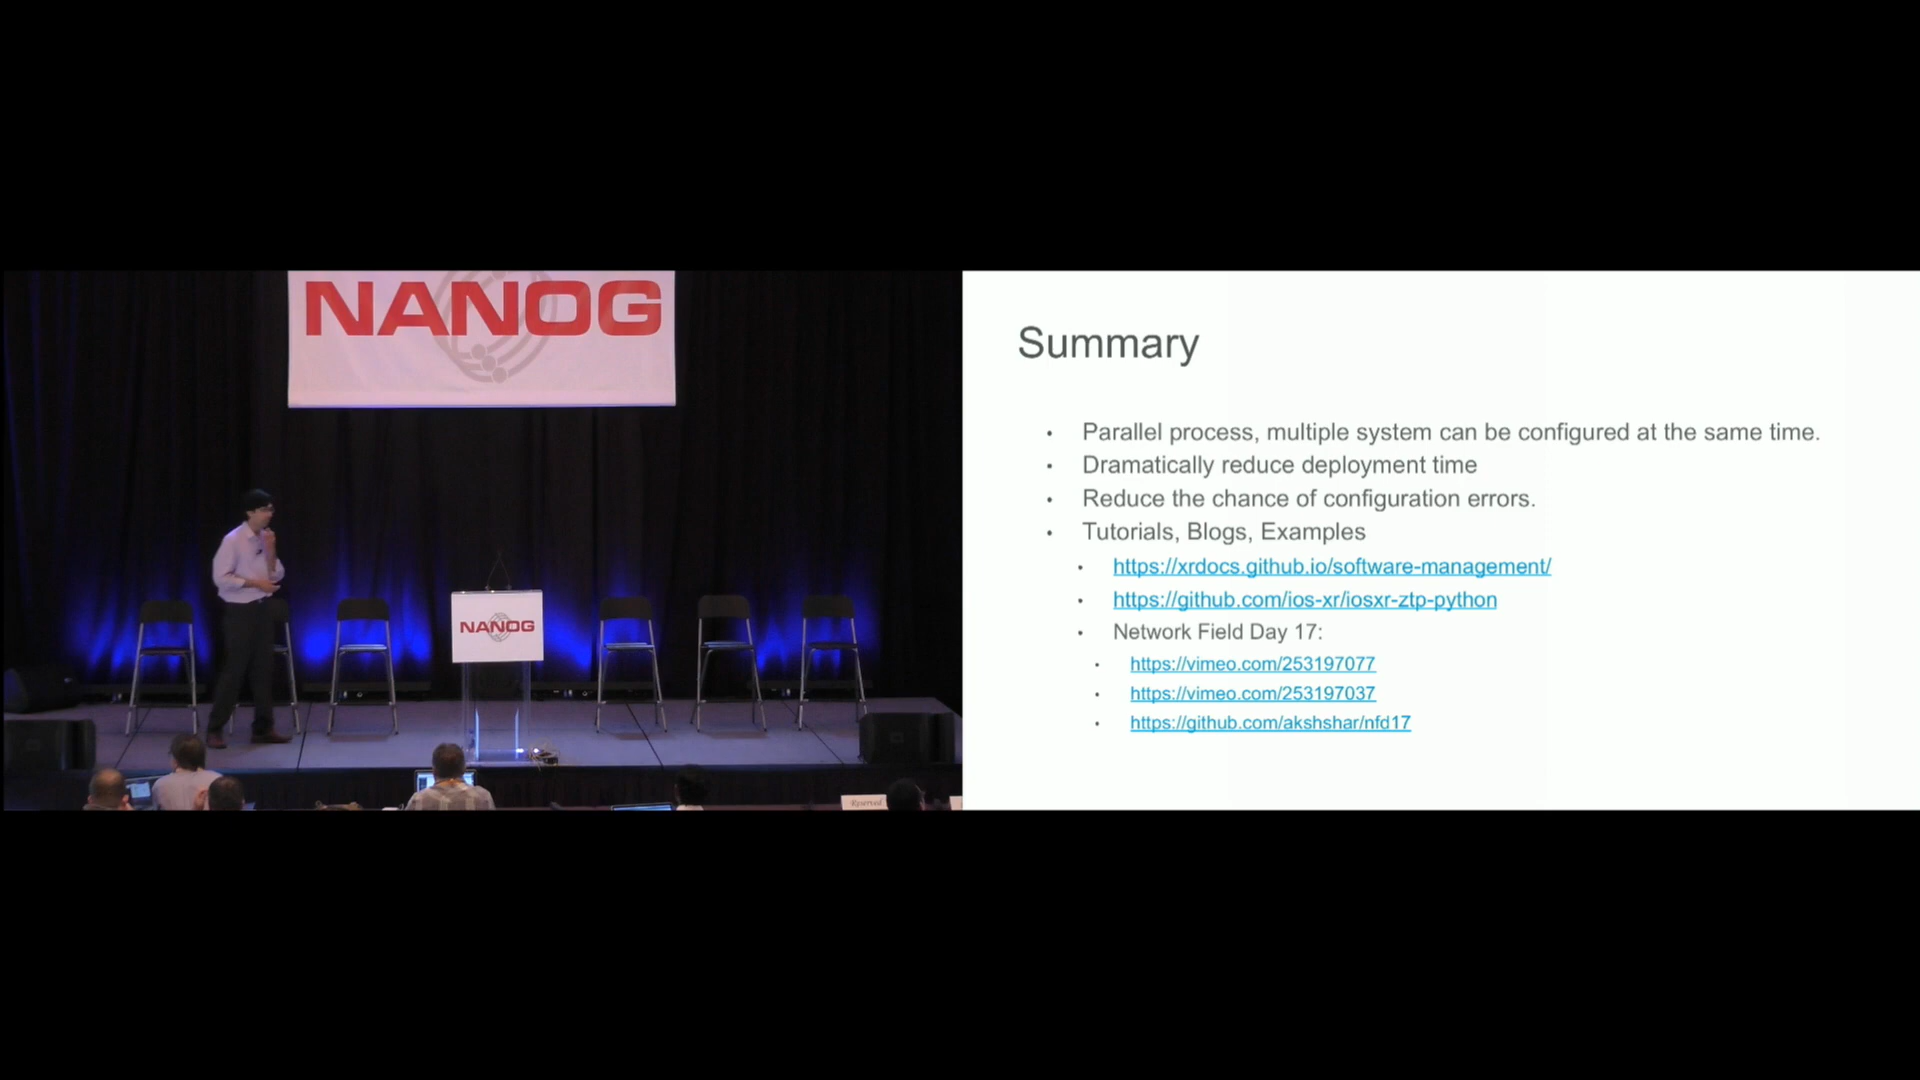 NANOG
NANOG
Reserved
Summary
• Parallel process, multiple system can be configured at the same time.
• Dramatically reduce deployment time
• Reduce the chance of configuration errors.
• Tutorials, Blogs, Examples
• https://xrdocs.github.io/software-management/
• https://github.com/ios-xr/iosxr-ztp-python
• Network Field Day 17:
• https://vimeo.com/253197077
• https://vimeo.com/253197037
• https://github.com/akshshar/nfd17